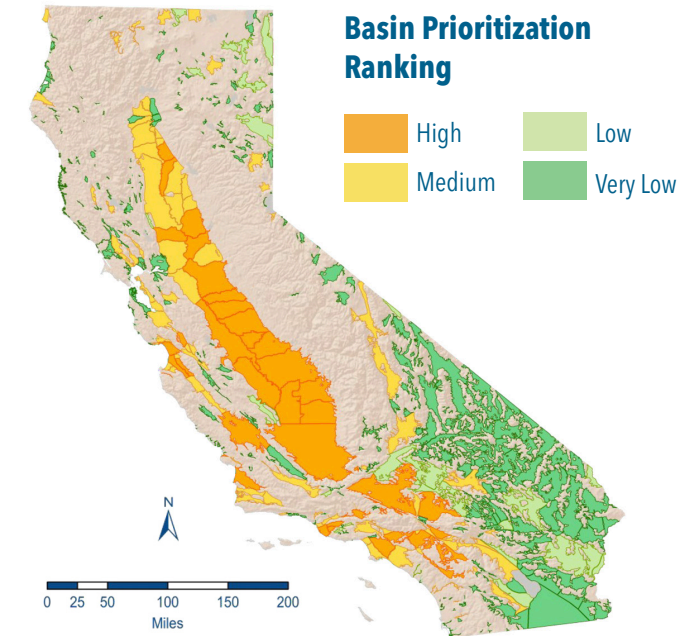 Basin Prioritization
Ranking
High
Low
Medium
Very Low
N
0 25 50 100 150 200
Miles